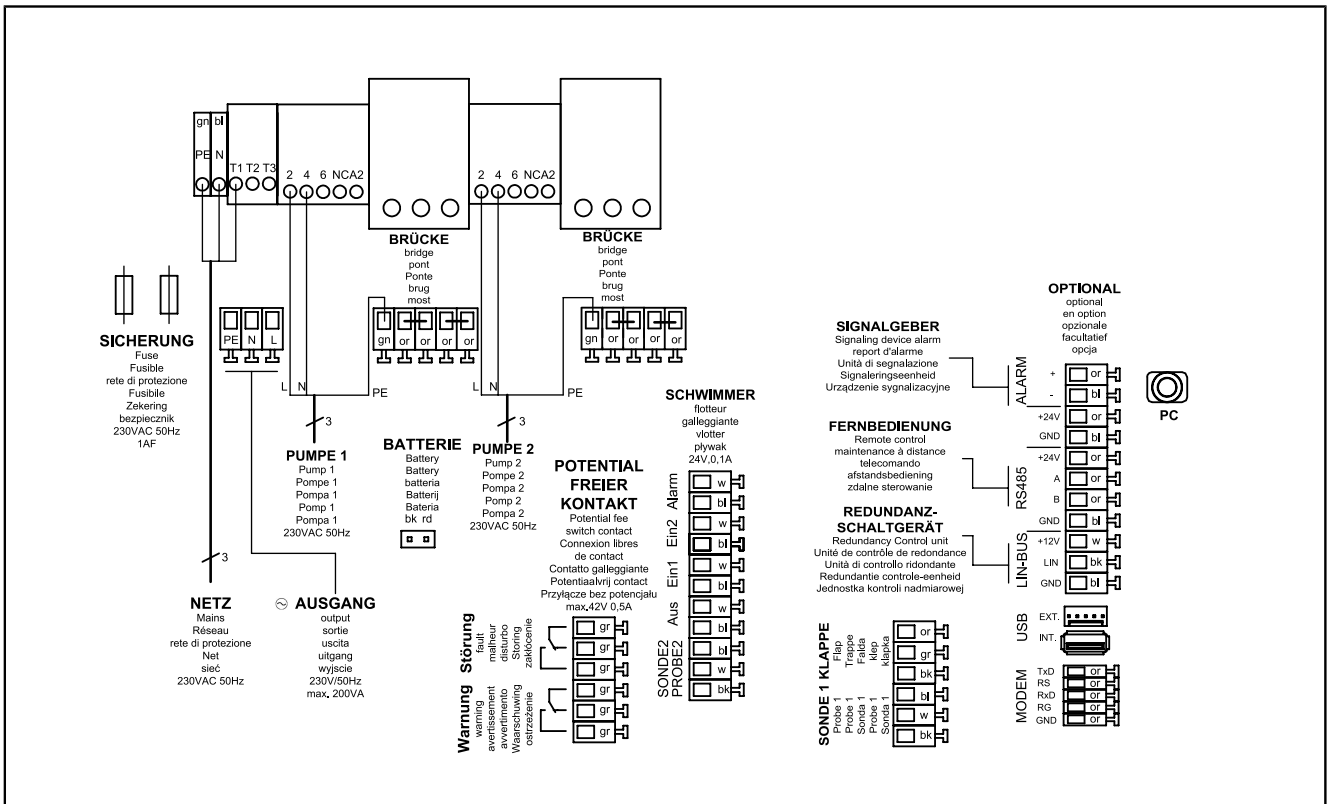 gn bl
PE N
T1 T2 T3
2 4 6 NCA2
2 4 6 NCA2
BRÜCKE
bridge
pont
Ponte
brug
most
BRÜCKE
bridge
pont
Ponte
brug
most
SICHERUNG
Fuse
Fusible
rete di protezione
Fusibile
Zekering
bezpiecznik
230VAC 50Hz
1AF
PE N L
gn or or or or
gn or or or or
L N PE
L N PE
3
3
3
PUMPE 1
Pump 1
Pompe 1
Pompa 1
Pomp 1
Pompa 1
230VAC 50Hz
BATTERIE
Battery
Battery
batteria
Batterij
Bateria
bk rd
PUMPE 2
Pump 2
Pompe 2
Pompa 2
Pomp 2
Pompa 2
230VAC 50Hz
NETZ
Mains
Réseau
rete di protezione
Net
sieć
230VAC 50Hz
AUSGANG
output
sortie
uscita
uitgang
wyjscie
230V/50Hz
max. 200VA
POTENTIAL
FREIER
KONTAKT
Potential fee
switch contact
Connexion libres
de contact
Contatto galleggiante
Potentiaalvrij contact
Przyłącze bez potencjału
max.42V 0,5A
Störung
fault
malheur
disturbo
Storing
zakłócenie
gr
gr
gr
Warnung
warning
avertissement
avvertimento
Waarschuwing
ostrzeżenie
gr
gr
gr
SCHWIMMER
flotteur
galleggiante
vlotter
pływak
24V,0,1A
Alarm
w
bl
Ein2
w
bl
Ein1
w
bl
Aus
w
bl
SONDE2
PROBE2
bl
w
bk
SIGNALGEBER
Signaling device alarm
report d'alarme
Unità di segnalazione
Signaleringseenheid
Urządzenie sygnalizacyjne
FERNBEDIENUNG
Remote control
maintenance à distance
telecomando
afstandsbediening
zdalne sterowanie
REDUNDANZ-
SCHALTGERÄT
Redundancy Control unit
Unité de contrôle de redondance
Unità di controllo ridondante
Redundantie controle-eenheid
Jednostka kontroli nadmiarowej
OPTIONAL
optional
en option
opzionale
facultatief
opcja
ALARM
+ or
- bl
+24V or
GND bl
RS485
+24V or
A or
B or
GND bl
LIN-BUS
+12V w
LIN bk
GND bl
PC
USB
EXT.
INT.
MODEM
TxD or
RS or
RxD or
RG or
GND or
KLAPPE
Flap
Trappe
Falda
klep
klapka
or
gr
bk
SONDE 1
Probe 1
Probe 1
Sonda 1
Probe 1
Sonda 1
bl
w
bk